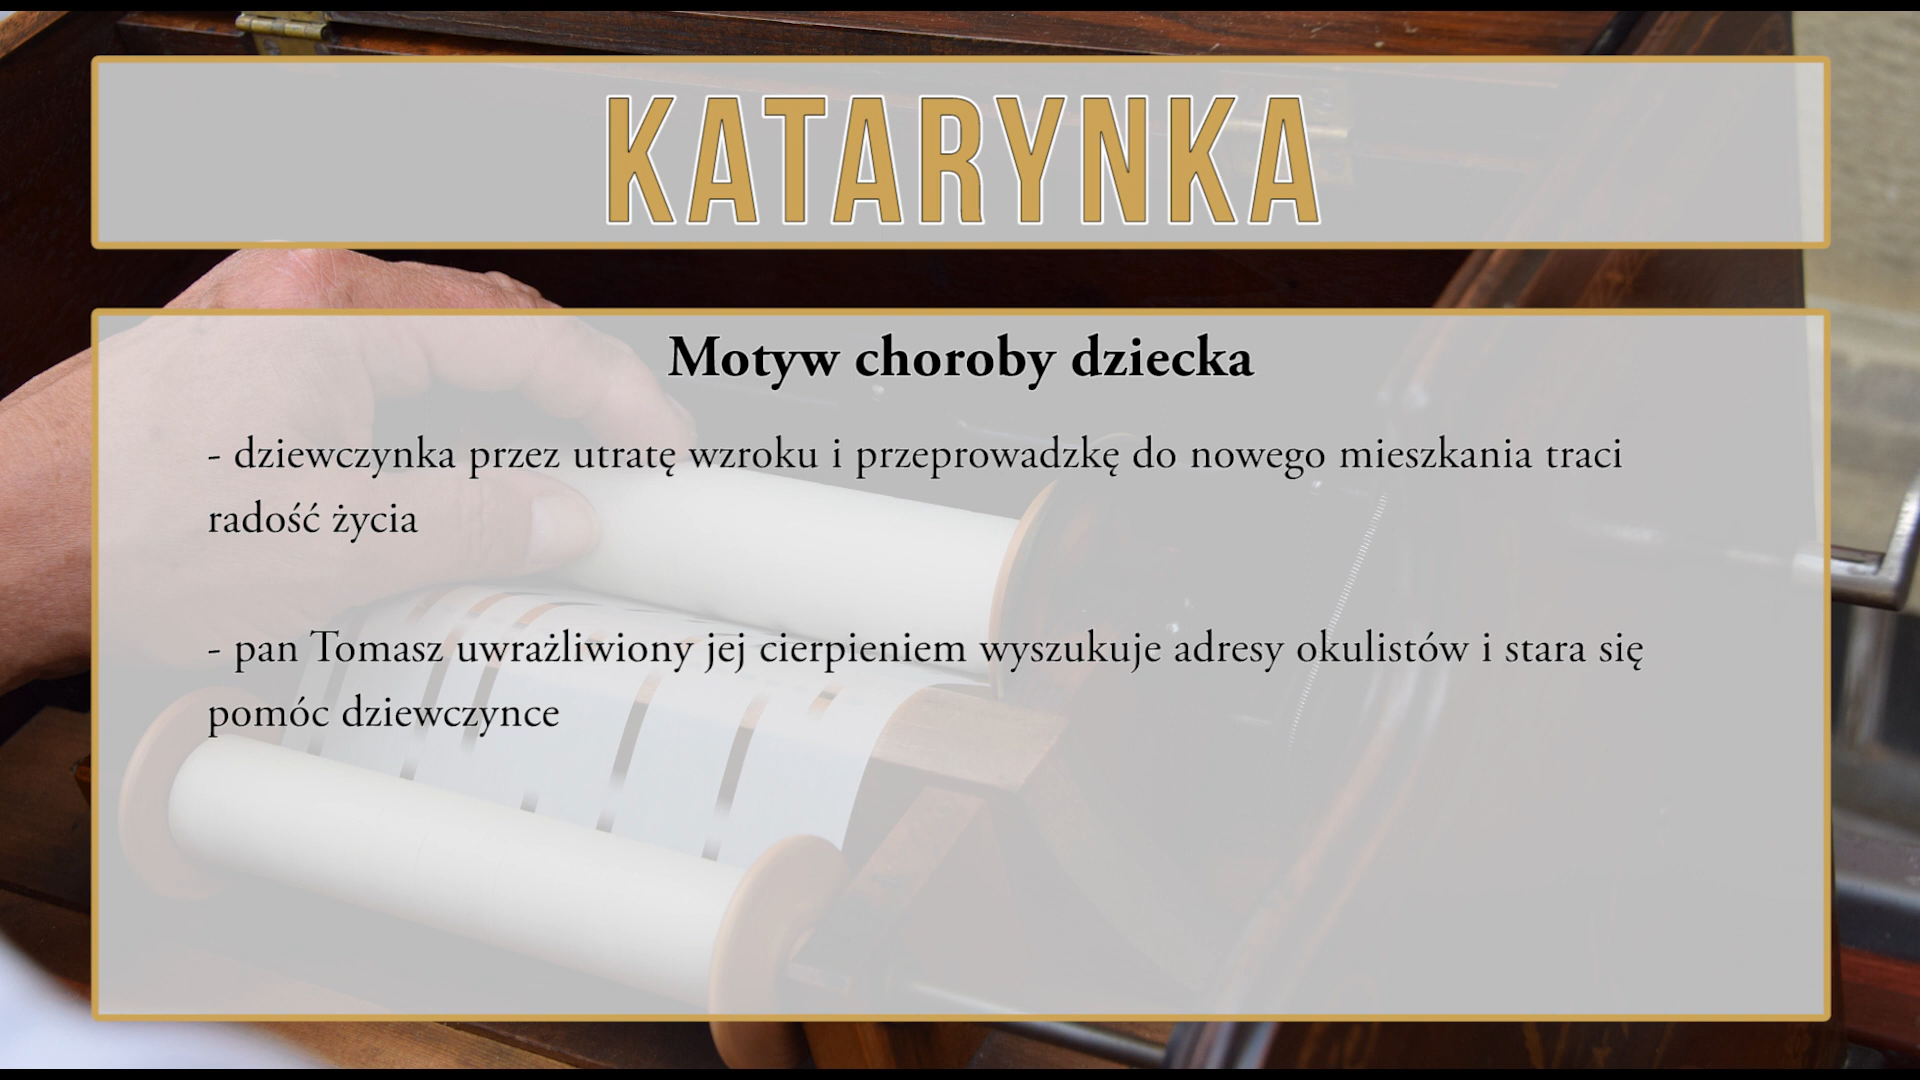 KATARYNKA
Motyw choroby dziecka
- dziewczynka przez utratę wzroku i przeprowadzkę do nowego mieszkania traci
radość życia
- pan Tomasz uwrażliwiony jej cierpieniem wyszukuje adresy okulistów i stara się
pomóc dziewczynce